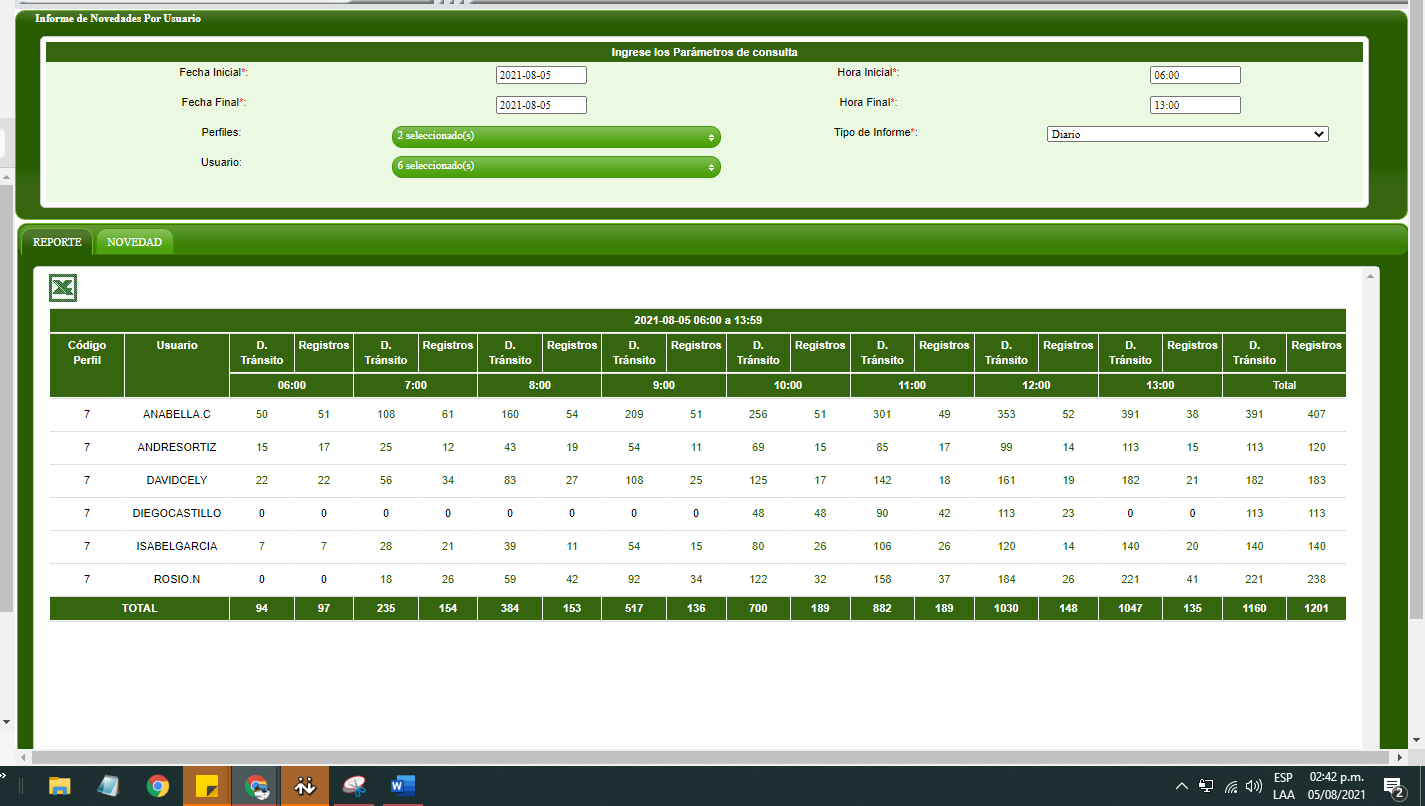 Informe de Novedades Por Usuario
Ingrese los Parámetros de consulta
Fecha Inicial*: 2021-08-05 Hora Inicial*: 06:00
Fecha Final*: 2021-08-05 Hora Final*: 13:00
Perfiles: 2 seleccionado(s) Tipo de Informe*: Diario
Usuario: 6 seleccionado(s)
REPORTE NOVEDAD
2021-08-05 06:00 a 13:59
Código Perfil Usuario D. Tránsito Registros D. Tránsito Registros D. Tránsito Registros D. Tránsito Registros D. Tránsito Registros D. Tránsito Registros D. Tránsito Registros D. Tránsito Registros D. Tránsito Registros
06:00 7:00 8:00 9:00 10:00 11:00 12:00 13:00 Total
7 ANABELLA.C 50 51 108 61 160 54 209 51 256 51 301 49 353 52 391 38 391 407
7 ANDRESORTIZ 15 17 25 12 43 19 54 11 69 15 85 17 99 14 113 15 113 120
7 DAVIDCELY 22 22 56 34 83 27 108 25 125 17 142 18 161 19 182 21 182 183
7 DIEGOCASTILLO 0 0 0 0 0 0 0 0 48 48 90 42 113 23 0 0 113 113
7 ISABELGARCIA 7 7 28 21 39 11 54 15 80 26 106 26 120 14 140 20 140 140
7 ROSIO.N 0 0 18 26 59 42 92 34 122 32 158 37 184 26 221 41 221 238
TOTAL 94 97 235 154 384 153 517 136 700 189 882 189 1030 148 1047 135 1160 1201
ESP 02:42 p.m.
LAA 05/08/2021 2